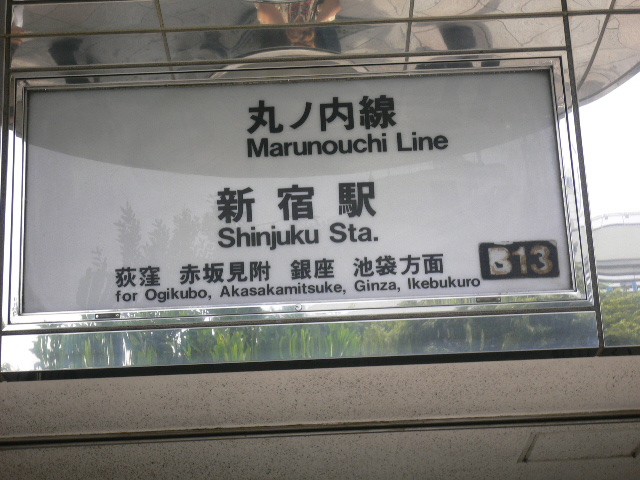 丸ノ内線
Marunouchi Line
新宿駅
Shinjuku Sta.
荻窪 赤坂見附 銀座 池袋方面
for Ogikubo, Akasakamitsuke, Ginza, Ikebukuro
B13